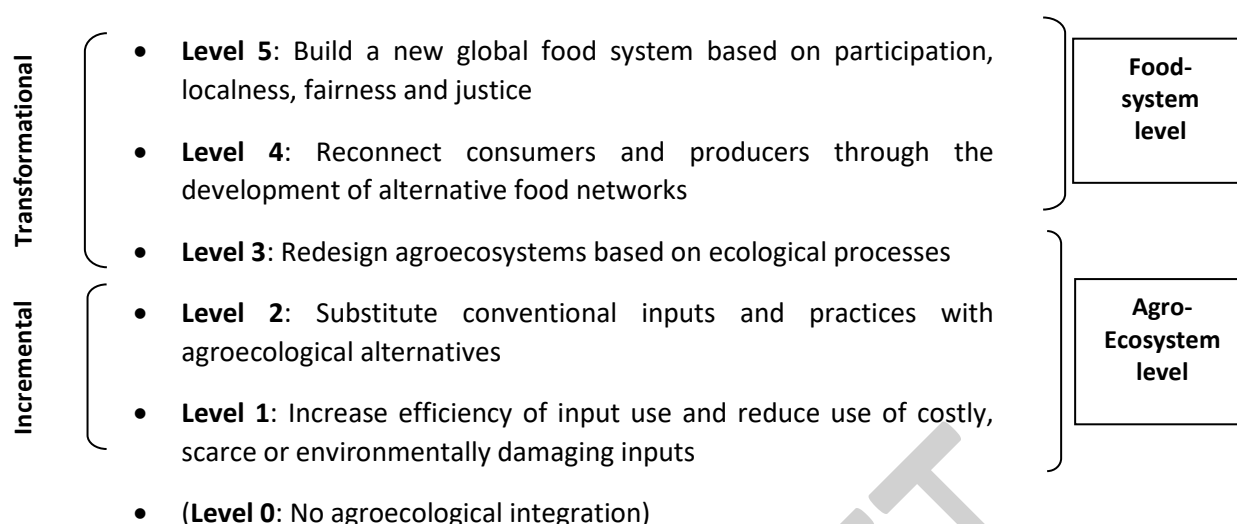 Transformational
• Level 5: Build a new global food system based on participation,
localness, fairness and justice
• Level 4: Reconnect consumers and producers through the
development of alternative food networks
• Level 3: Redesign agroecosystems based on ecological processes
Incremental
• Level 2: Substitute conventional inputs and practices with
agroecological alternatives
• Level 1: Increase efficiency of input use and reduce use of costly,
scarce or environmentally damaging inputs
• (Level 0: No agroecological integration)
Food-
system
level
Agro-
Ecosystem
level